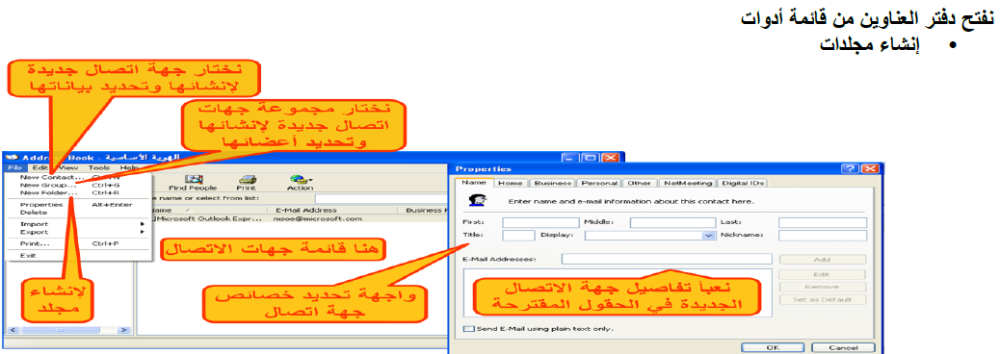 نفتح دفتر العناوين من قائمة أدوات
• إنشاء مجلدات
نختار جهة اتصال جديدة
لإنشائها وتحديد بياناتها
نختار مجموعة جهات
اتصال جديدة لإنشائها
وتحديد أعضائها
Book - الهوية الأساسية
File Edit View Tools Help
New Contact... Ctrl+N
New Group... Ctrl+G
New Folder... Ctrl+R
Properties Alt+Enter
Delete
Import
Export
Print... Ctrl+P
Exit
Find People Print Action
name or select from list:
Name E-Mail Address Business
Microsoft Outlook Expr... msoe@microsoft.com
هنا قائمة جهات الاتصال
لإنشاء
مجلد
واجهة تحديد خصائص
جهة اتصال
Properties
Name Home Business Personal Other NetMeeting Digital IDs
Enter name and e-mail information about this contact here.
First: Middle: Last:
Title: Display: Nickname:
E-Mail Addresses: Add
Edit
Remove
Set as Default
نعبأ تفاصيل جهة الاتصال
الجديدة في الحقول المقترحة
Send E-Mail using plain text only.
OK Cancel